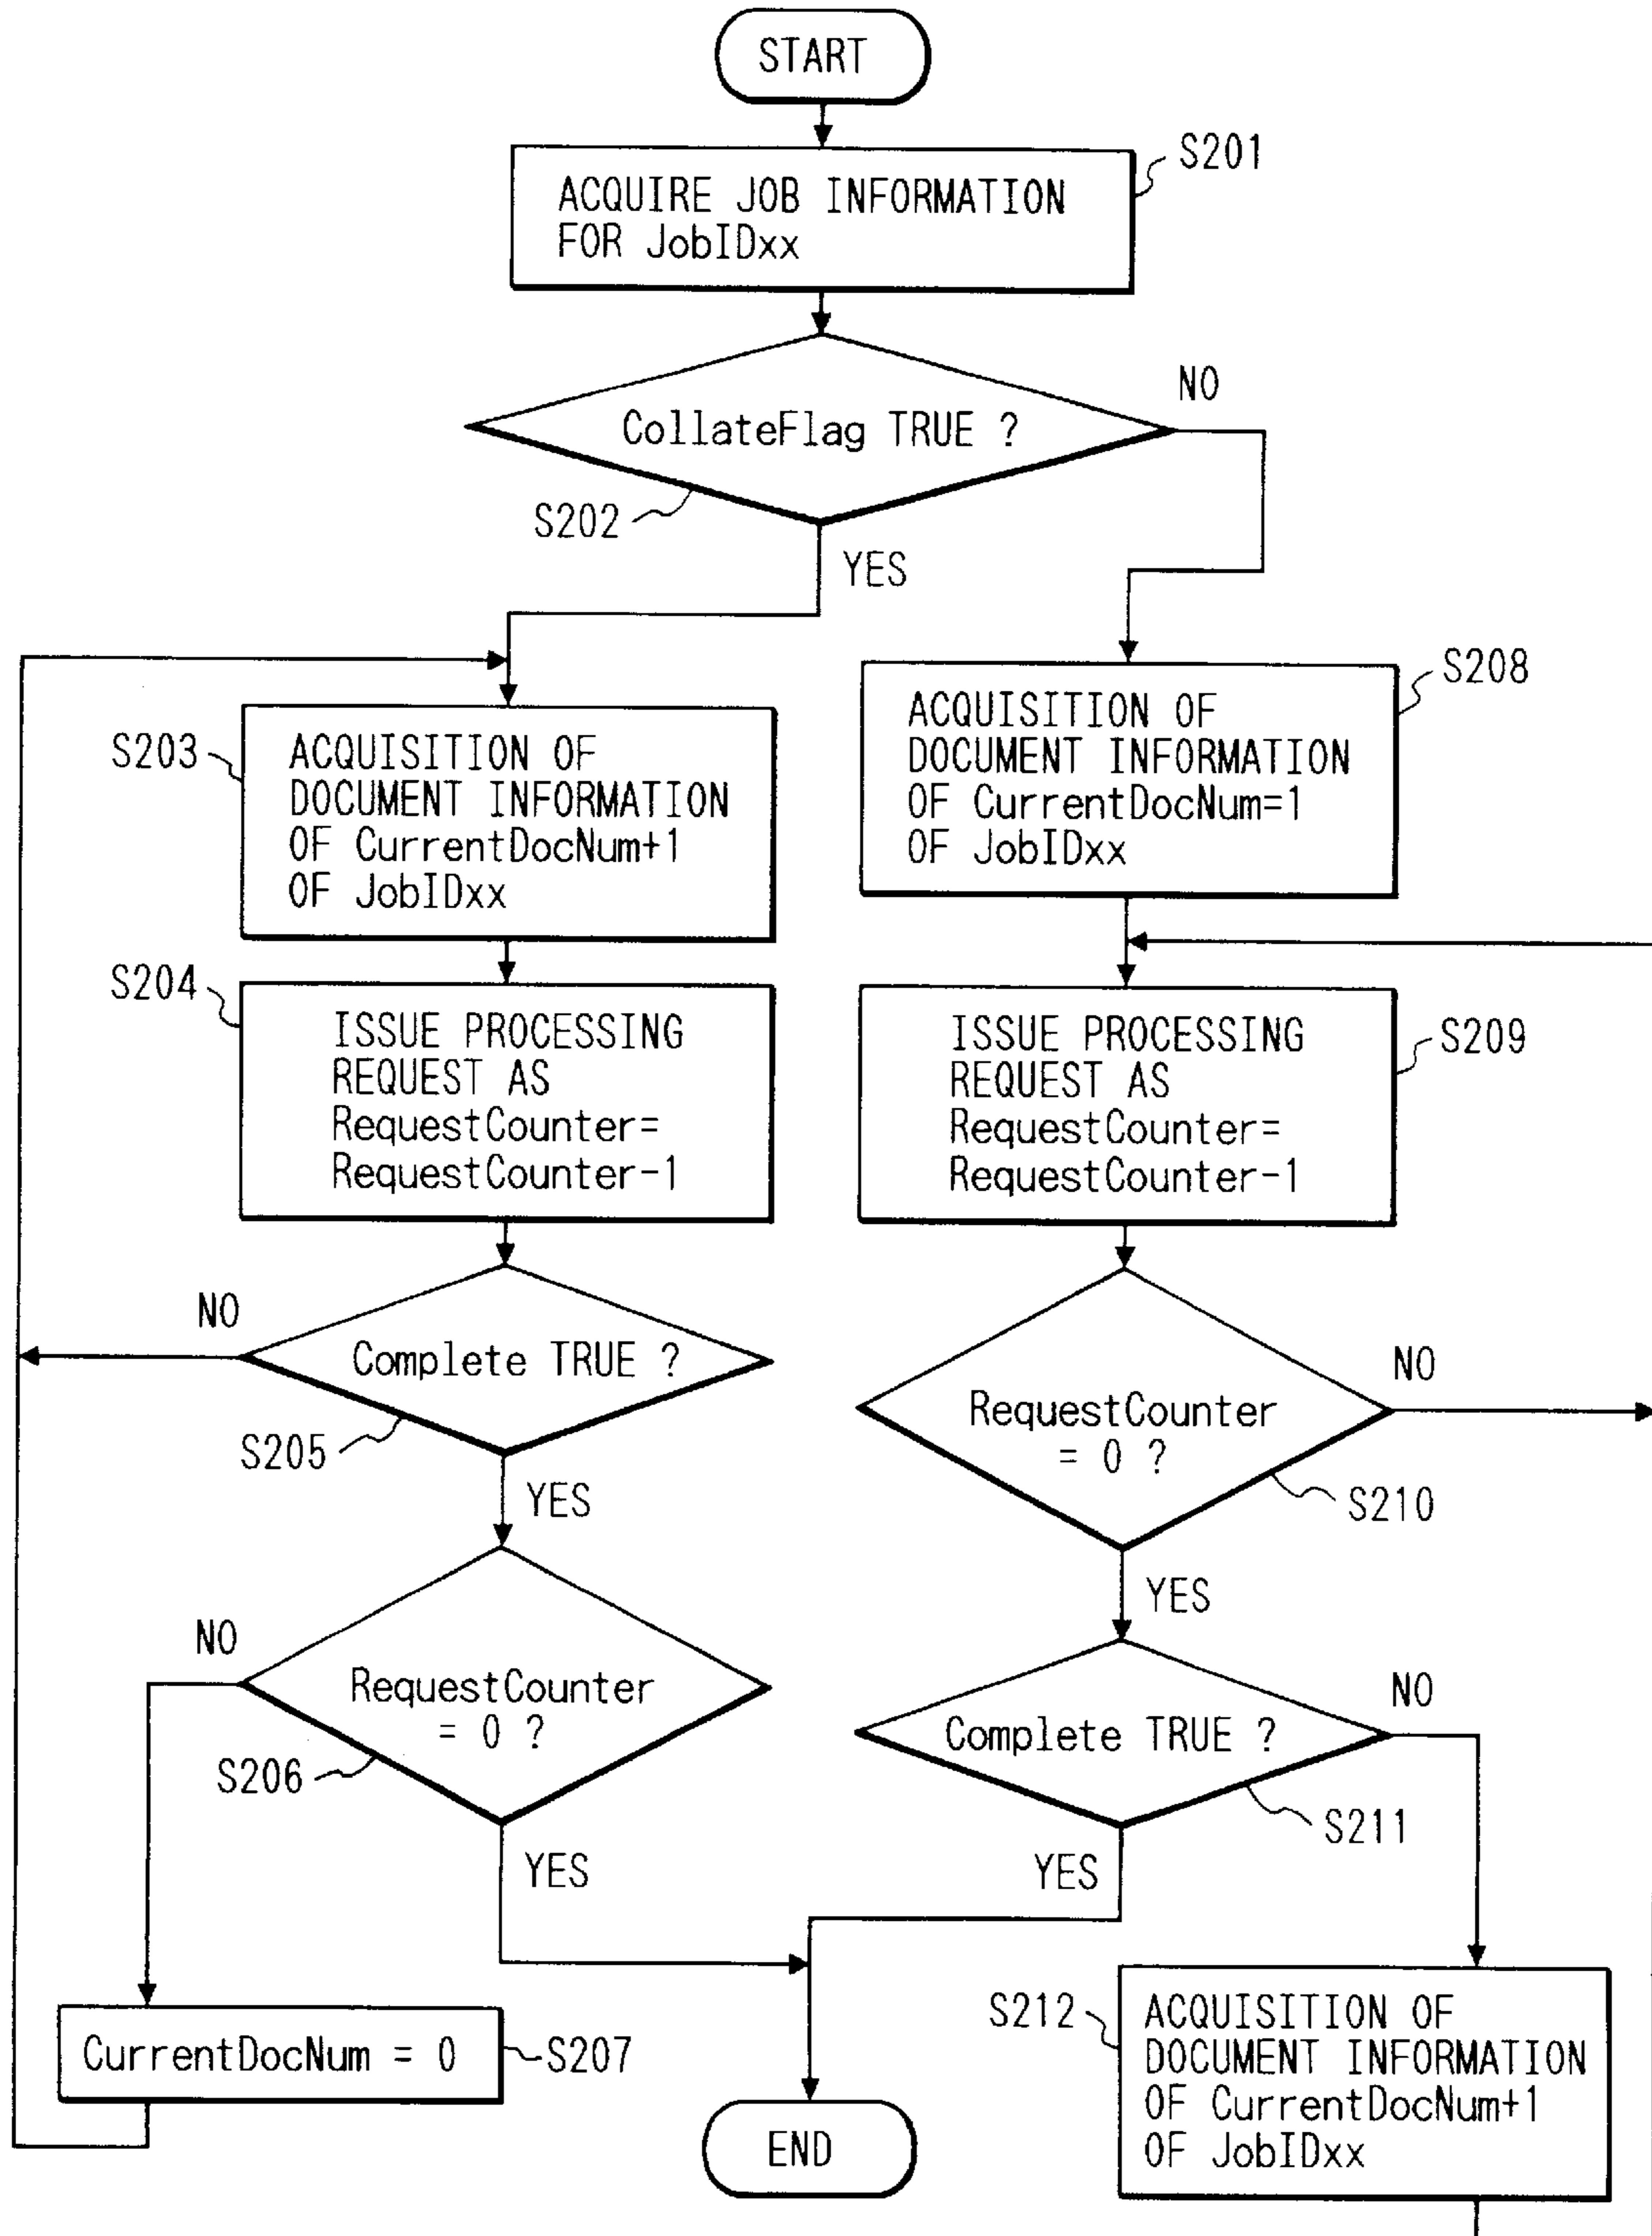 START
S201
ACQUIRE JOB INFORMATION
FOR JobIDxx
NO
CollateFlag TRUE ?
S202
YES
S203
ACQUISITION OF
DOCUMENT INFORMATION
OF CurrentDocNum+1
OF JobIDxx
S204
ISSUE PROCESSING
REQUEST AS
RequestCounter=
RequestCounter-1
NO
Complete TRUE ?
S205
YES
NO
RequestCounter
= 0 ?
S206
YES
CurrentDocNum = 0
S207
S208
ACQUISITION OF
DOCUMENT INFORMATION
OF CurrentDocNum=1
OF JobIDxx
S209
ISSUE PROCESSING
REQUEST AS
RequestCounter=
RequestCounter-1
NO
RequestCounter
= 0 ?
S210
YES
NO
Complete TRUE ?
S211
YES
S212
ACQUISITION OF
DOCUMENT INFORMATION
OF CurrentDocNum+1
OF JobIDxx
END